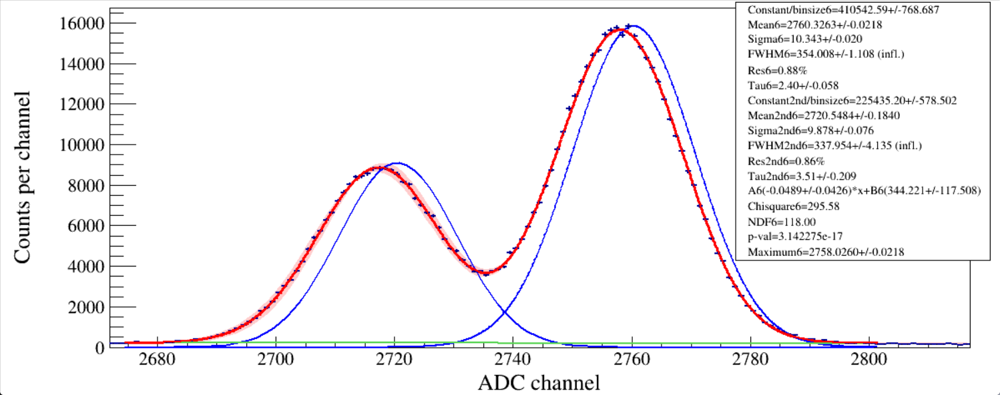 Counts per channel
16000
14000
12000
10000
8000
6000
4000
2000
0
2680
2700
2720
2740
2760
2780
2800
ADC channel
Constant/binsize6=410542.59+/-768.687
Mean6=2760.3263+/-0.0218
Sigma6=10.343+/-0.020
FWHM6=354.008+/-1.108 (infl.)
Res6=0.88%
Tau6=2.40+/-0.058
Constant2nd/binsize6=225435.20+/-578.502
Mean2nd6=2720.5484+/-0.1840
Sigma2nd6=9.878+/-0.076
FWHM2nd6=337.954+/-4.135 (infl.)
Res2nd6=0.86%
Tau2nd6=3.51+/-0.209
A6(-0.0489+/-0.0426)*x+B6(344.221+/-117.508)
Chisquare6=295.58
NDF6=118.00
p-val=3.142275e-17
Maximum6=2758.0260+/-0.0218